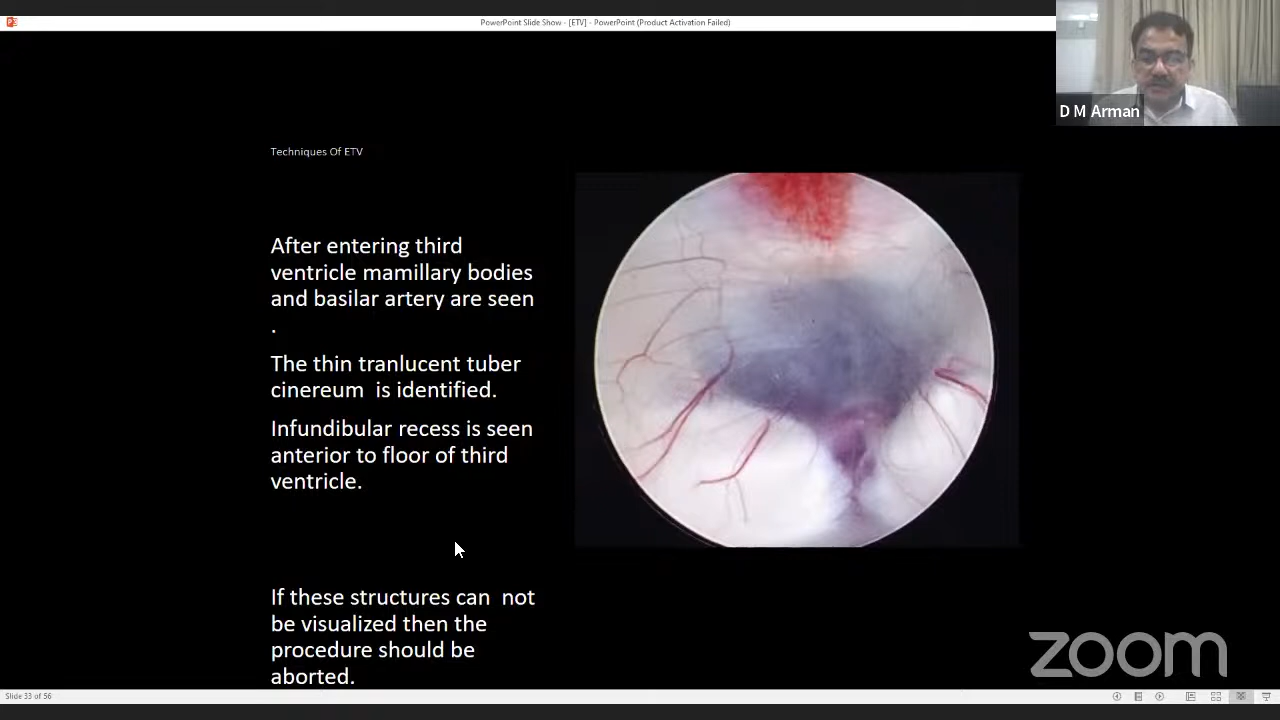 PowerPoint Slide Show - [ETV] - PowerPoint (Product Activation Failed)
D M Arman
Techniques Of ETV
After entering third
ventricle mamillary bodies
and basilar artery are seen
.
The thin tranlucent tuber
cinereum is identified.
Infundibular recess is seen
anterior to floor of third
ventricle.
If these structures can not
be visualized then the
procedure should be
aborted.
zoom
Slide 33 of 56